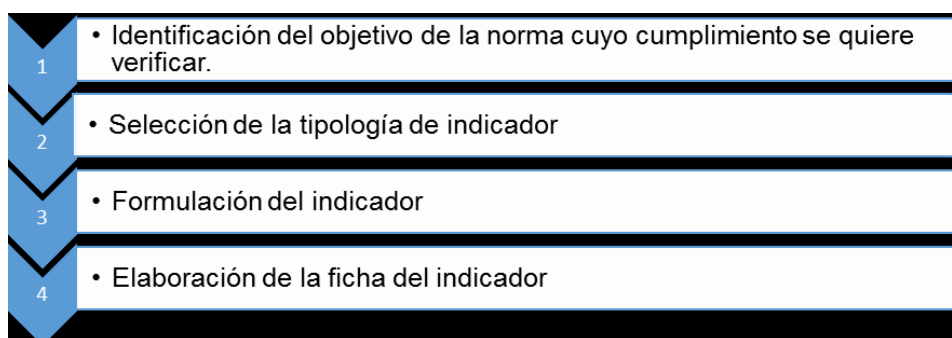 • Identificación del objetivo de la norma cuyo cumplimiento se quiere
verificar.
1
• Selección de la tipología de indicador
2
• Formulación del indicador
3
• Elaboración de la ficha del indicador
4